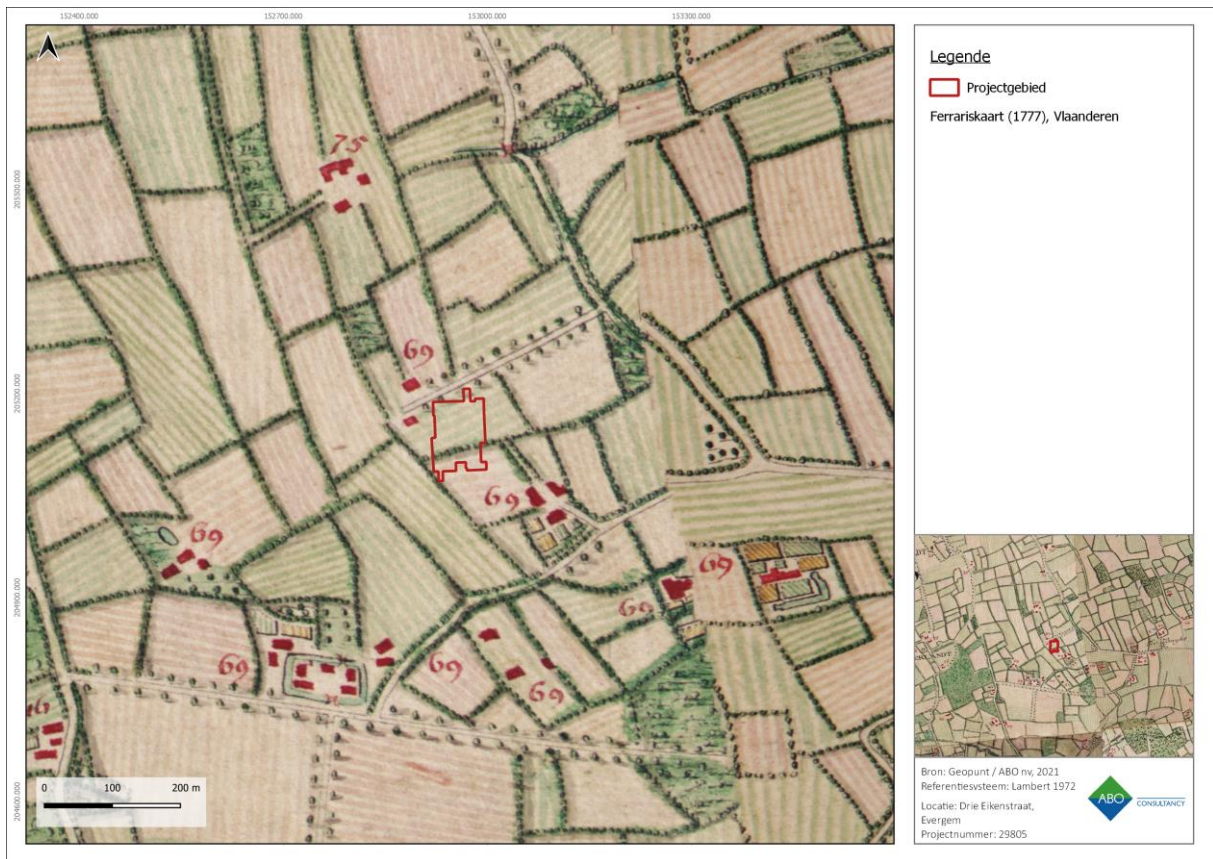 152400.000
152700.000
153000.000
153300.000
205300.000
205200.000
204900.000
204600.000
75
69
69
69
69
69
69
69
69
0 100 200 m
Legende
Projectgebied
Ferrariskaart (1777), Vlaanderen
Bron: Geopunt / ABO nv, 2021
Referentiesysteem: Lambert 1972
Locatie: Drie Eikenstraat,
Evergem
Projectnummer: 29805
ABO
CONSULTANCY